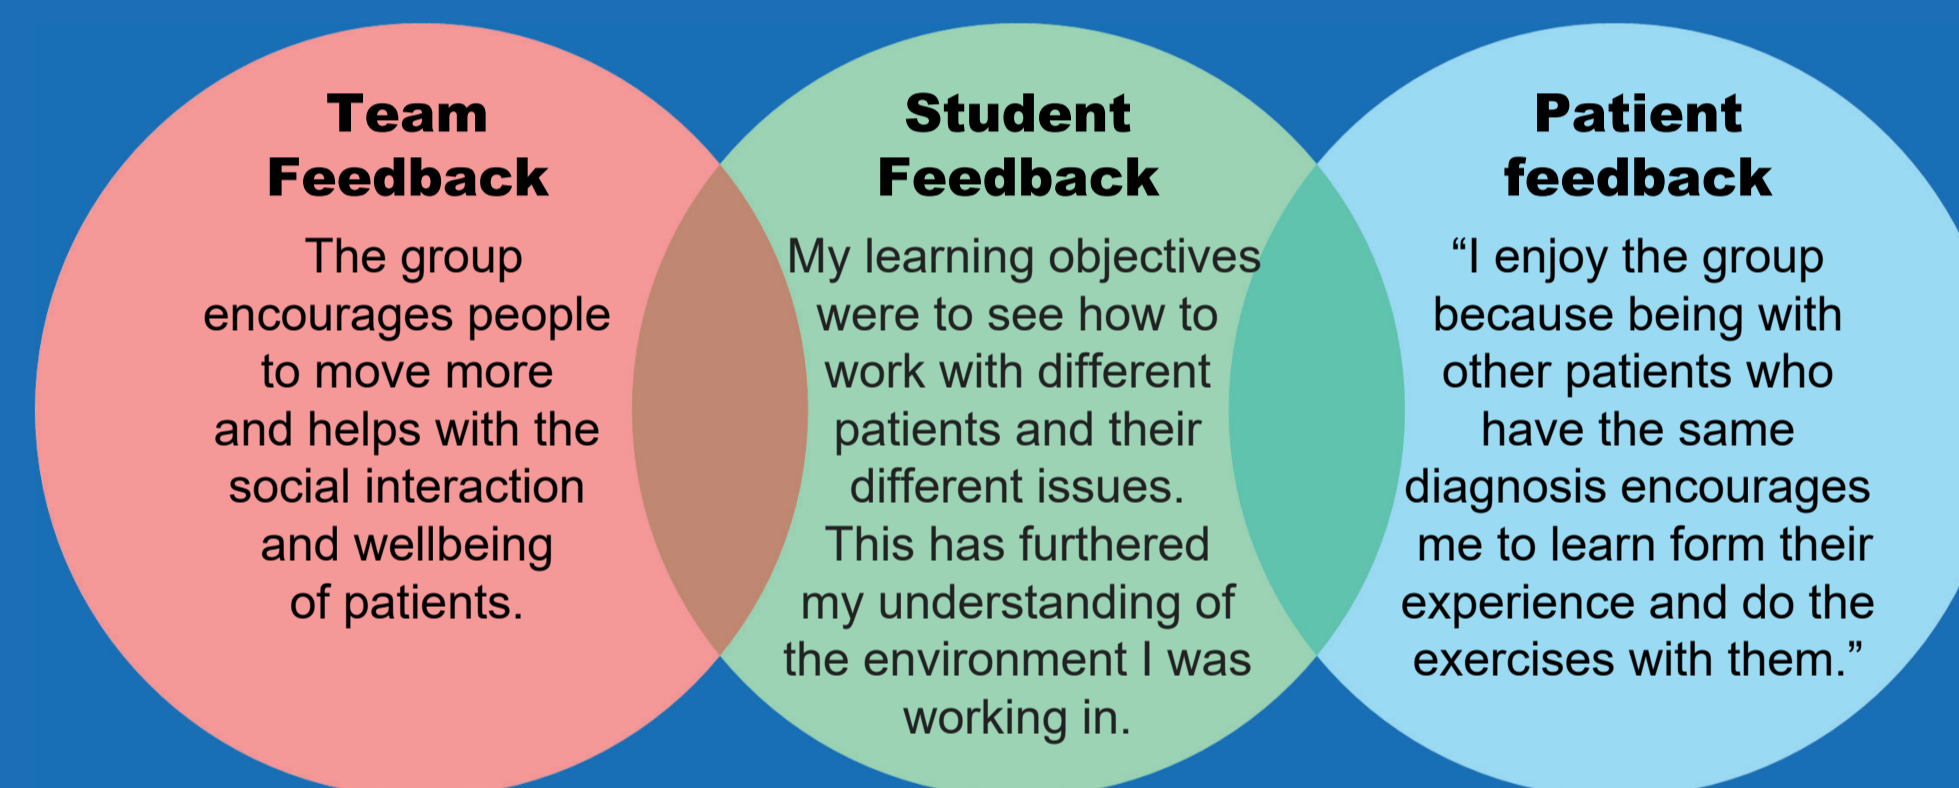 Team
Feedback
The group
encourages people
to move more
and helps with the
social interaction
and wellbeing
of patients.
Student
Feedback
My learning objectives
were to see how to
work with different
patients and their
different issues.
This has furthered
my understanding of
the environment I was
working in.
Patient
feedback
“I enjoy the group
because being with
other patients who
have the same
diagnosis encourages
me to learn form their
experience and do the
exercises with them.”